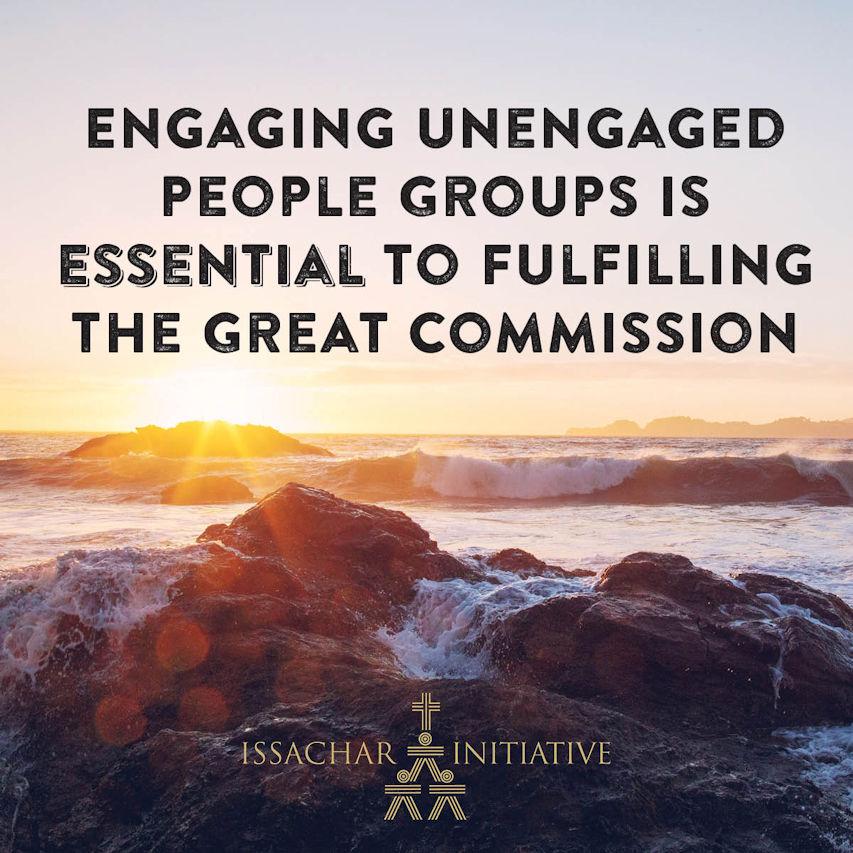 ENGAGING UNENGAGED
PEOPLE GROUPS IS
ESSENTIAL TO FULFILLING
THE GREAT COMMISSION
ISSACHAR INITIATIVE